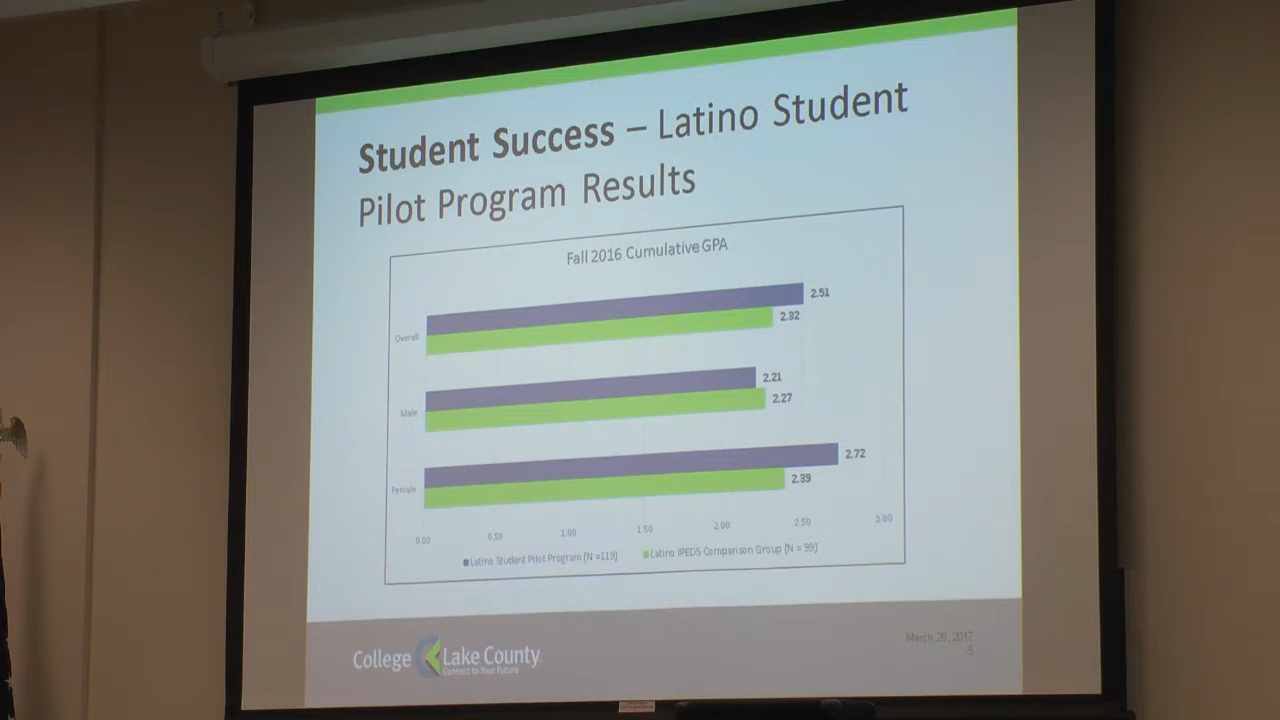 Student Success – Latino Student
Pilot Program Results
Fall 2016 Cumulative GPA
Overall
2.51
2.32
Male
2.21
2.27
Female
2.72
2.39
0.00 0.50 1.00 1.50 2.00 2.50 3.00
Latino Student Pilot Program (N =119) Latino IPEDS Comparison Group (N = 99)
College Lake County
Connect to Your Future
March 28, 2017
5